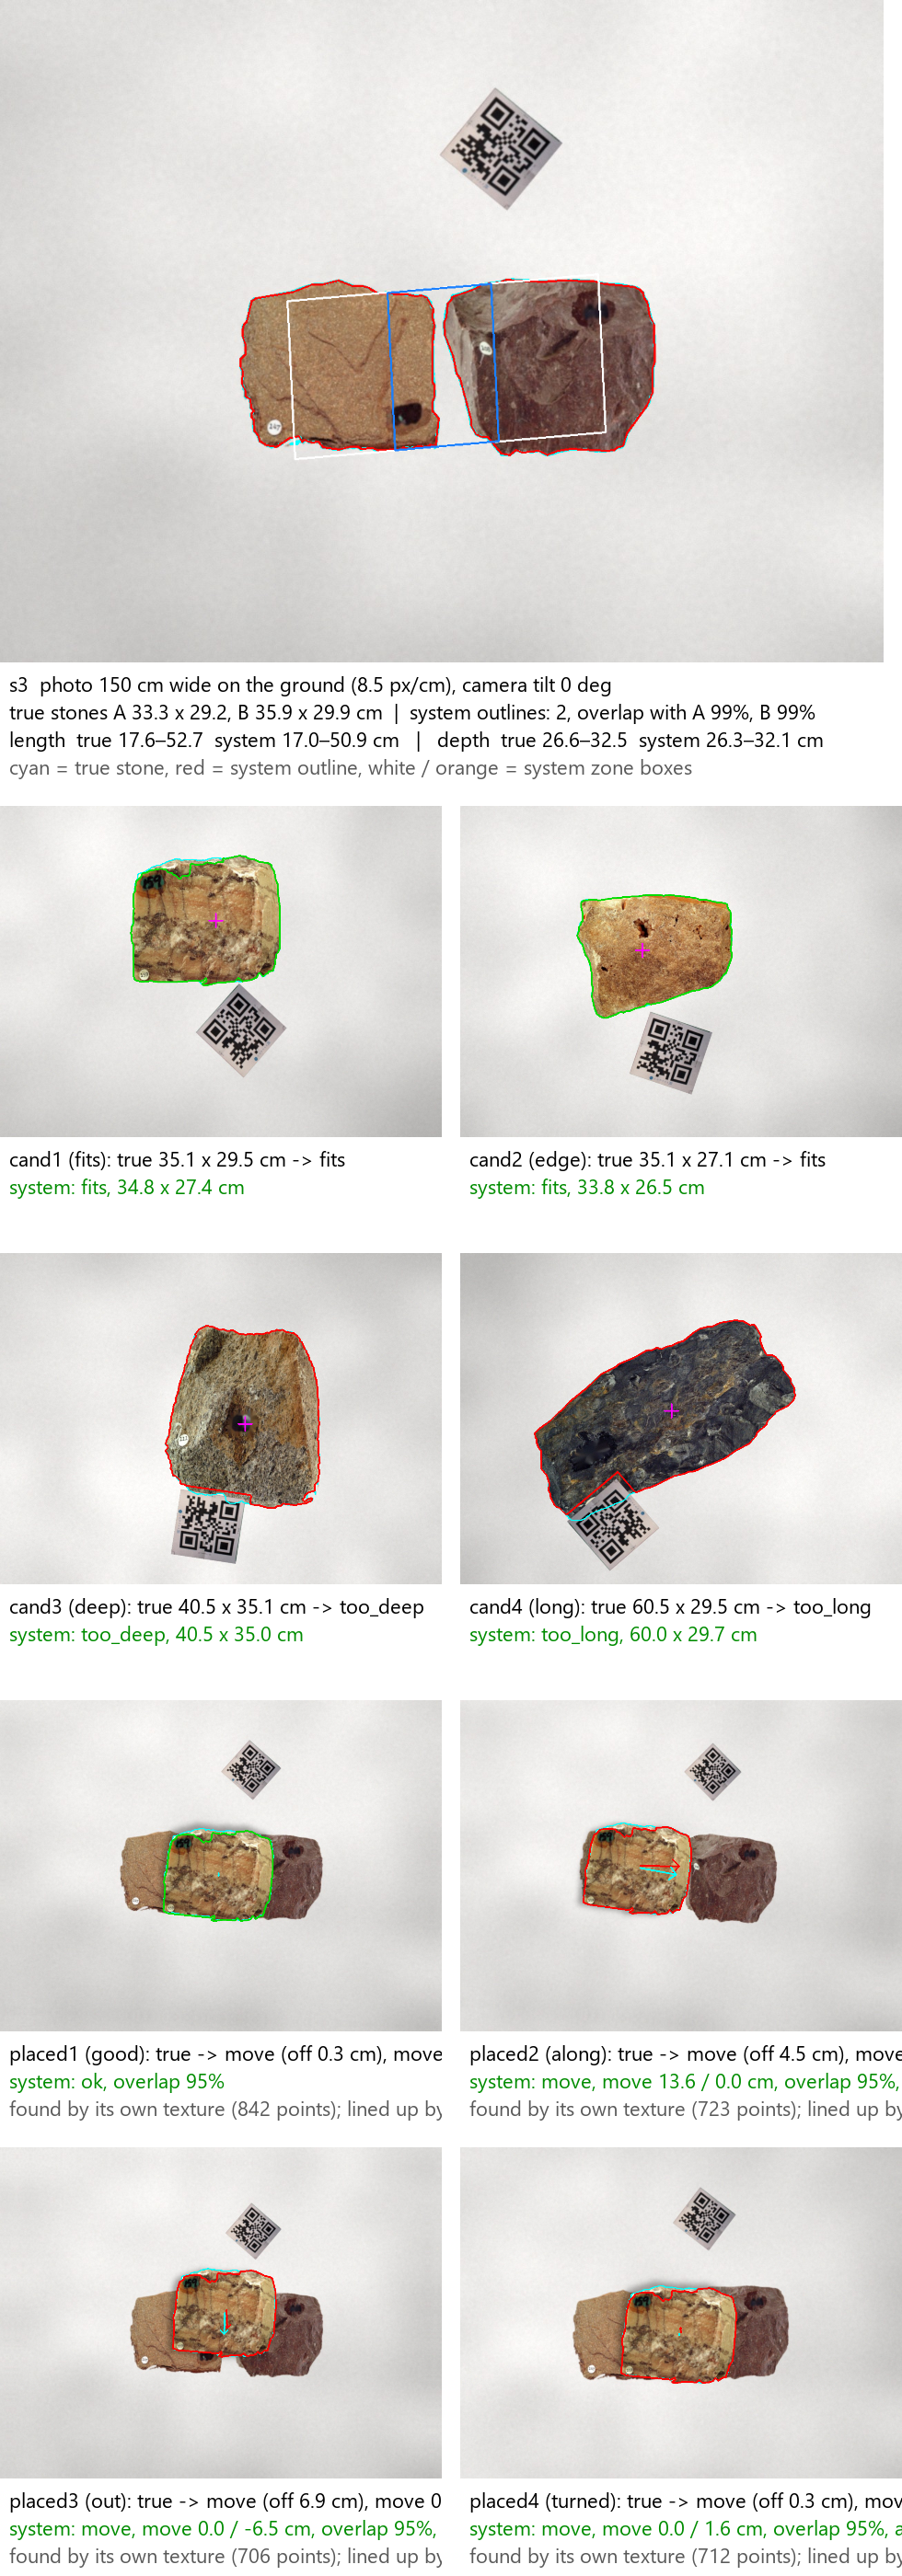 s3 photo 150 cm wide on the ground (8.5 px/cm), camera tilt 0 deg
true stones A 33.3 x 29.2, B 35.9 x 29.9 cm | system outlines: 2, overlap with A 99%, B 99%
length true 17.6–52.7 system 17.0–50.9 cm | depth true 26.6–32.5 system 26.3–32.1 cm
cyan = true stone, red = system outline, white / orange = system zone boxes
cand1 (fits): true 35.1 x 29.5 cm -> fits
system: fits, 34.8 x 27.4 cm
cand2 (edge): true 35.1 x 27.1 cm -> fits
system: fits, 33.8 x 26.5 cm
cand3 (deep): true 40.5 x 35.1 cm -> too_deep
system: too_deep, 40.5 x 35.0 cm
cand4 (long): true 60.5 x 29.5 cm -> too_long
system: too_long, 60.0 x 29.7 cm
placed1 (good): true -> move (off 0.3 cm), move
system: ok, overlap 95%
found by its own texture (842 points); lined up by
placed2 (along): true -> move (off 4.5 cm), move
system: move, move 13.6 / 0.0 cm, overlap 95%,
found by its own texture (723 points); lined up by
placed3 (out): true -> move (off 6.9 cm), move 0
system: move, move 0.0 / -6.5 cm, overlap 95%,
found by its own texture (706 points); lined up by
placed4 (turned): true -> move (off 0.3 cm), mov
system: move, move 0.0 / 1.6 cm, overlap 95%, a
found by its own texture (712 points); lined up by